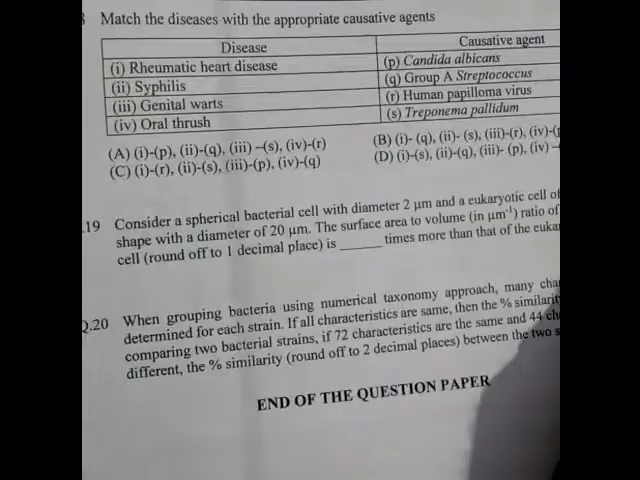 Match the diseases with the appropriate causative agents
Disease Causative agent
(i) Rheumatic heart disease (p) Candida albicans
(ii) Syphilis (q) Group A Streptococcus
(iii) Genital warts (r) Human papilloma virus
(iv) Oral thrush (s) Treponema pallidum
(A) (i)-(p), (ii)-(q), (iii) –(s), (iv)-(r) (B) (i)- (q), (ii)- (s), (iii)-(r), (iv)-(p
(C) (i)-(r), (ii)-(s), (iii)-(p), (iv)-(q) (D) (i)-(s), (ii)-(q), (iii)- (p), (iv) –
.19 Consider a spherical bacterial cell with diameter 2 μm and a eukaryotic cell of
shape with a diameter of 20 μm. The surface area to volume (in μm⁻¹) ratio of
cell (round off to 1 decimal place) is ______ times more than that of the euka
Q.20 When grouping bacteria using numerical taxonomy approach, many cha
determined for each strain. If all characteristics are same, then the % similarit
comparing two bacterial strains, if 72 characteristics are the same and 44 ch
different, the % similarity (round off to 2 decimal places) between the two s
END OF THE QUESTION PAPER